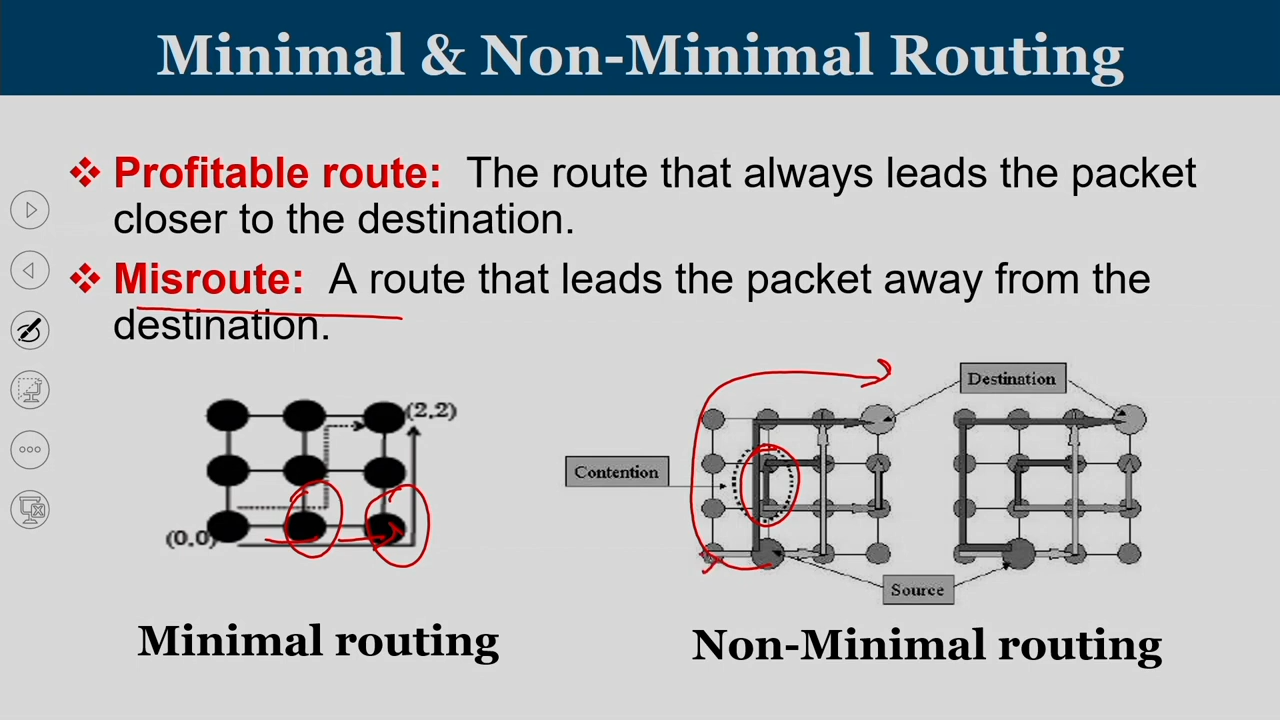 Minimal & Non-Minimal Routing
❖ Profitable route: The route that always leads the packet
closer to the destination.
❖ Misroute: A route that leads the packet away from the
destination.
(2,2)
(0,0)
Contention
Destination
Source
Minimal routing
Non-Minimal routing